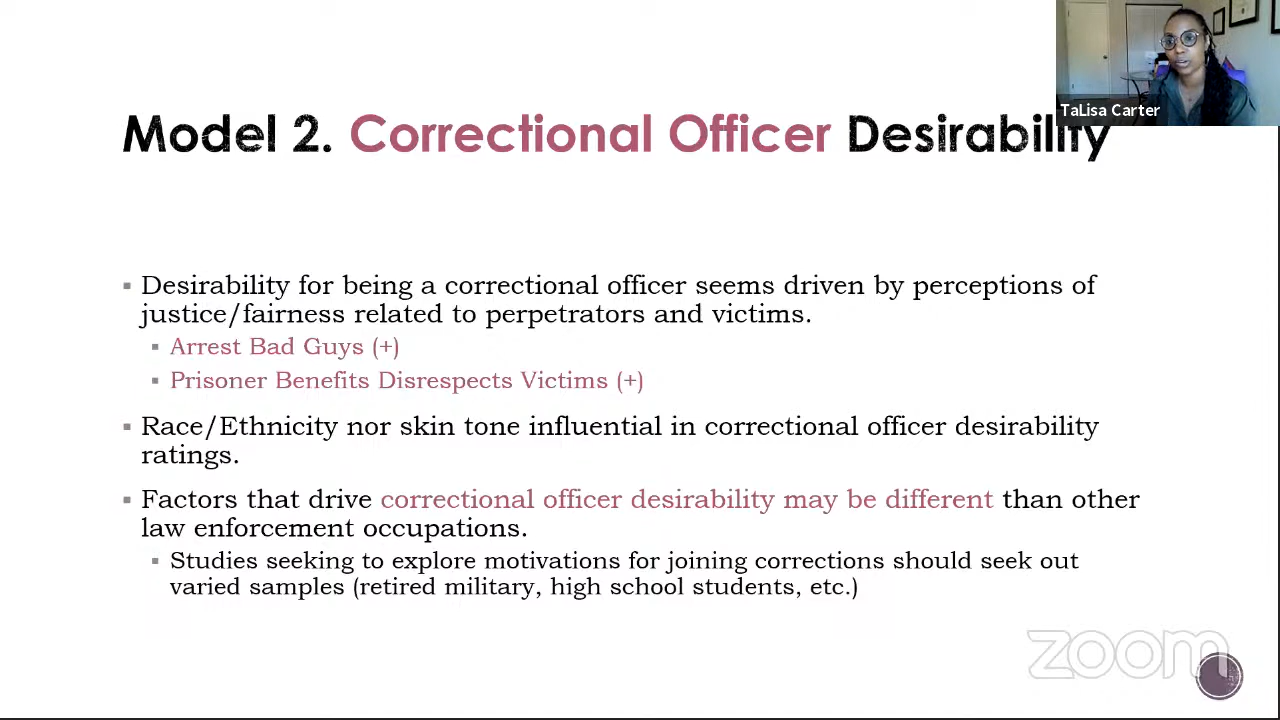 TaLisa Carter
Model 2. Correctional Officer Desirability
▪ Desirability for being a correctional officer seems driven by perceptions of
justice/fairness related to perpetrators and victims.
▪ Arrest Bad Guys (+)
▪ Prisoner Benefits Disrespects Victims (+)
▪ Race/Ethnicity nor skin tone influential in correctional officer desirability
ratings.
▪ Factors that drive correctional officer desirability may be different than other
law enforcement occupations.
▪ Studies seeking to explore motivations for joining corrections should seek out
varied samples (retired military, high school students, etc.)
zoom